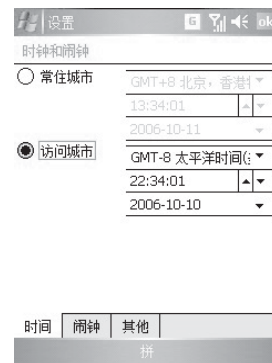 设置 G ok
时钟和闹钟
常住城市 GMT+8 北京，香港
13:34:01
2006-10-11
访问城市 GMT-8 太平洋时间(
22:34:01
2006-10-10
时间 闹钟 其他
拼